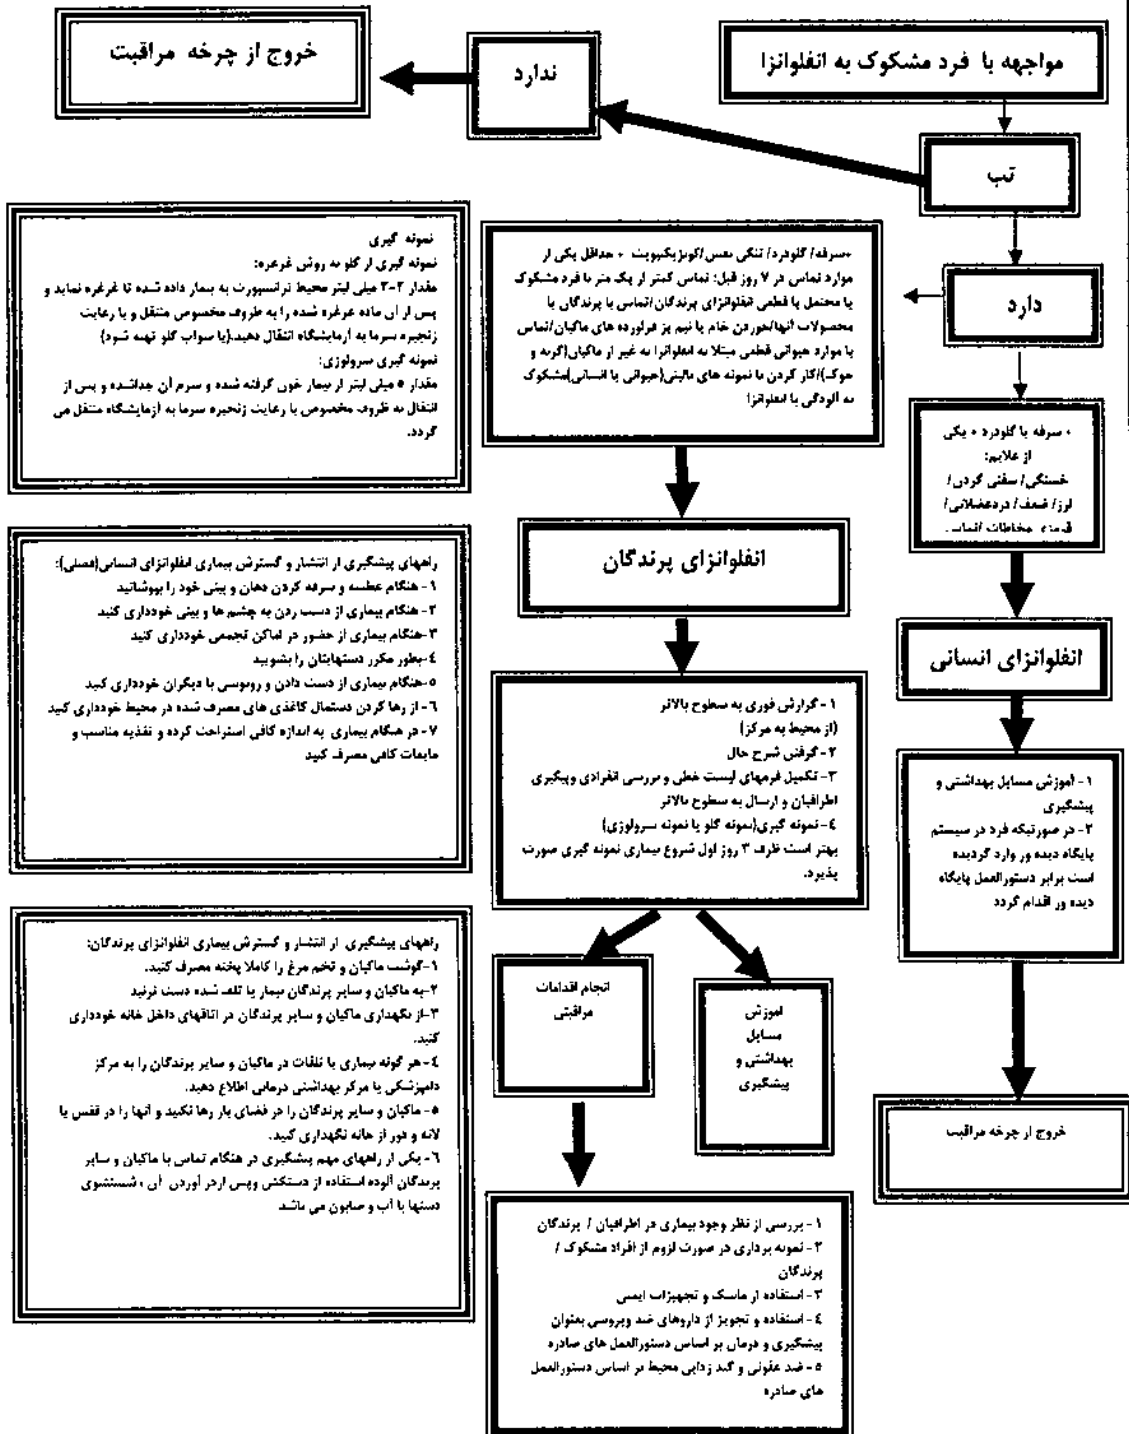 مواجهه با فرد مشکوک به انفلوانزا
تب
ندارد
خروج از چرخه مراقبت
دارد
+ سرفه یا گلودرد + یکی
از علایم:
خستگی/ سفتی گردن/
لرز/ ضعف/ دردعضلانی/
قرمزی مخاطات/
انفلوانزای انسانی
۱- آموزش مسایل بهداشتی و
پیشگیری
۲- در صورتیکه فرد در سیستم
پایگاه دیده ور وارد گردیده
است برابر دستورالعمل پایگاه
دیده ور اقدام گردد
خروج از چرخه مراقبت
+سرفه/ گلودرد/ تنگی نفس/کونژیکتیویت + حداقل یکی از
موارد تماس در ۷ روز قبل: تماس کمتر از یک متر با فرد مشکوک
یا محتمل یا قطعی انفلوانزای پرندگان/تماس با پرندگان یا
محصولات آنها/خوردن خام یا نیم پز فرآورده های ماکیان/تماس
با موارد حیوانی قطعی مبتلا به انفلوانزا به غیر از ماکیان(گربه و
خوک)/کار کردن با نمونه های بالینی(حیوانی یا انسانی)مشکوک
به آلودگی با انفلوانزا
انفلوانزای پرندگان
۱- گزارش فوری به سطوح بالاتر
(از محیط به مرکز)
۲- گرفتن شرح حال
۳- تکمیل فرمهای لیست خطی و بررسی انفرادی وپیگیری
اطرافیان و ارسال به سطوح بالاتر
٤- نمونه گیری(نمونه گلو یا نمونه سرولوژی)
بهتر است ظرف ۳ روز اول شروع بیماری نمونه گیری صورت
پذیرد.
انجام اقدامات
مراقبتی
اموزش
مسایل
بهداشتی و
پیشگیری
۱- بررسی از نظر وجود بیماری در اطرافیان / پرندگان
۲- نمونه برداری در صورت لزوم از افراد مشکوک /
پرندگان
۳- استفاده از ماسک و تجهیزات ایمنی
٤- استفاده و تجویز از داروهای ضد ویروسی بعنوان
پیشگیری و درمان بر اساس دستورالعمل های صادره
٥- ضد عفونی و گند زدایی محیط بر اساس دستورالعمل
های صادره
نمونه گیری
نمونه گیری از گلو به روش غرغره:
مقدار ۲-۳ میلی لیتر محیط ترانسپورت به بیمار داده شده تا غرغره نماید و
پس از آن ماده غرغره شده را به ظروف مخصوص منتقل و با رعایت
زنجیره سرما به آزمایشگاه انتقال دهید.(یا سواب گلو تهیه شود)
نمونه گیری سرولوژی:
مقدار ٥ میلی لیتر از بیمار خون گرفته شده و سرم آن جداشده و پس از
انتقال به ظروف مخصوص با رعایت زنجیره سرما به آزمایشگاه منتقل می
گردد.
راههای پیشگیری از انتشار و گسترش بیماری انفلوانزای انسانی(فصلی):
۱- هنگام عطسه و سرفه کردن دهان و بینی خود را بپوشانید
۲- هنگام بیماری از دست زدن به چشم ها و بینی خودداری کنید
۳-هنگام بیماری از حضور در اماکن تجمعی خودداری کنید
٤-بطور مکرر دستهایتان را بشویید
٥-هنگام بیماری از دست دادن و روبوسی با دیگران خودداری کنید
٦- از رها کردن دستمال کاغذی های مصرف شده در محیط خودداری کنید
۷- در هنگام بیماری به اندازه کافی استراحت کرده و تغذیه مناسب و
مایعات کافی مصرف کنید
راههای پیشگیری از انتشار و گسترش بیماری انفلوانزای پرندگان:
۱-گوشت ماکیان و تخم مرغ را کاملا پخته مصرف کنید.
۲-به ماکیان و سایر پرندگان بیمار یا تلف شده دست نزنید
۳-از نگهداری ماکیان و سایر پرندگان در اتاقهای داخل خانه خودداری
کنید.
٤-هر گونه بیماری یا تلفات در ماکیان و سایر پرندگان را به مرکز
دامپزشکی یا مرکز بهداشتی درمانی اطلاع دهید.
٥- ماکیان و سایر پرندگان را در فضای باز رها نکنید و آنها را در قفس یا
لانه و دور از خانه نگهداری کنید.
٦- یکی از راههای مهم پیشگیری در هنگام تماس با ماکیان و سایر
پرندگان آلوده استفاده از دستکش وپس ازدر آوردن آن ، شستشوی
دستها با آب و صابون می باشد